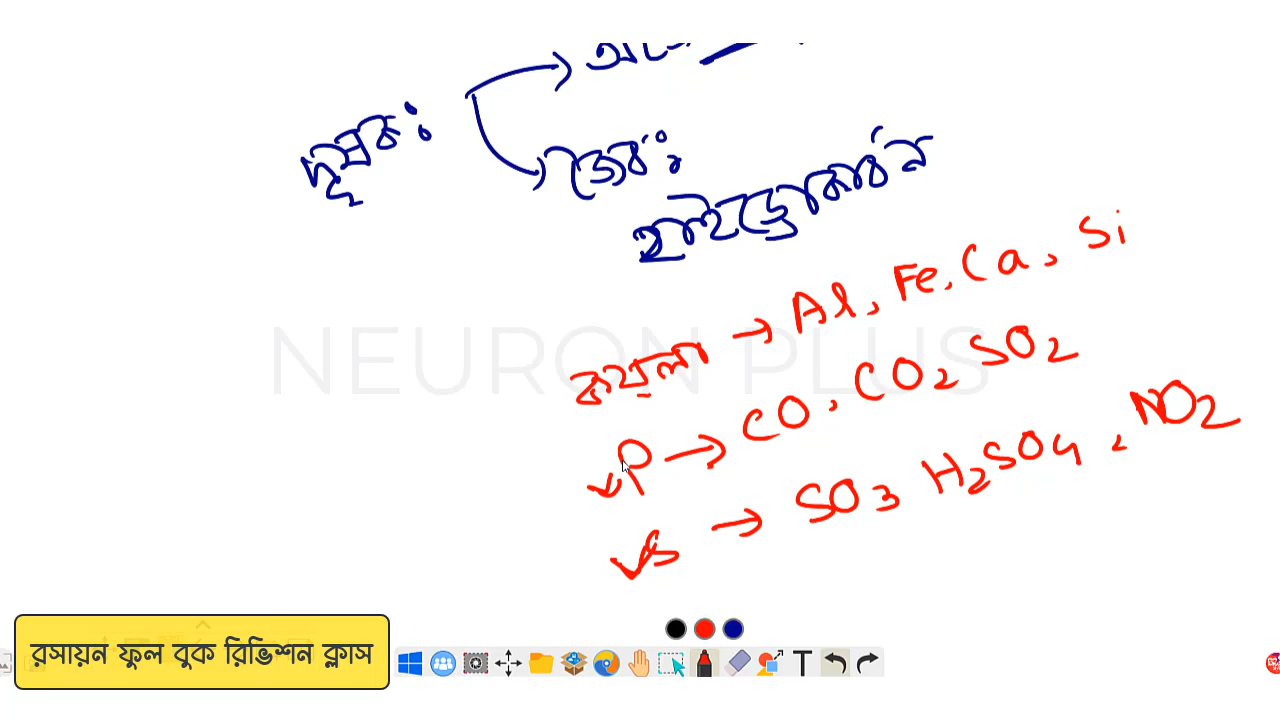 দূষক:
জৈব:
হাইড্রোকার্বন
কয়লা → Al, Fe, Ca, Si
P → CO, CO2 SO2
S → SO3 H2SO4, NO2
NEURON PLUS
রসায়ন ফুল বুক রিভিশন ক্লাস